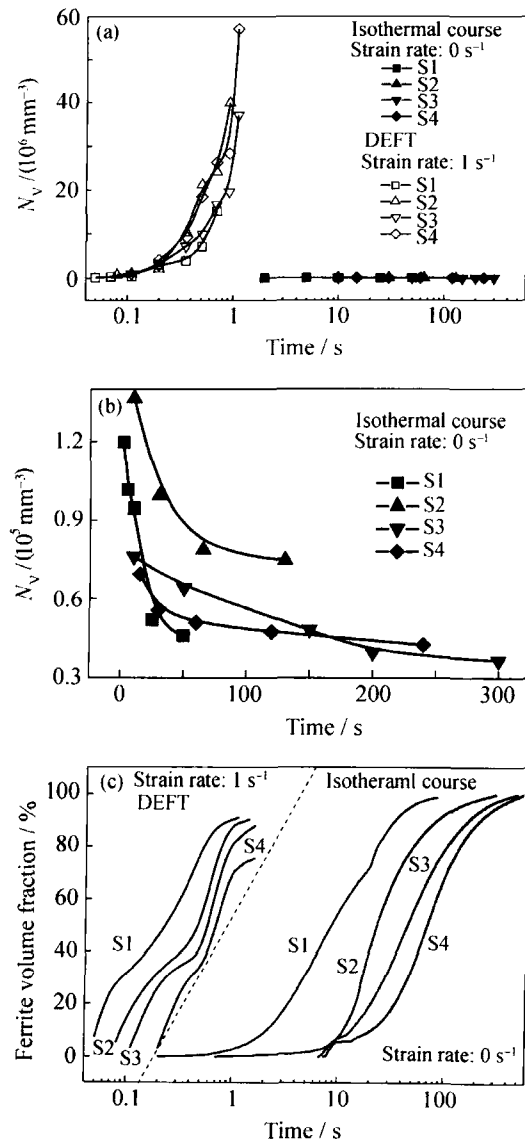 (a)
Isothermal course
Strain rate: 0 s⁻¹
S1
S2
S3
S4
DEFT
Strain rate: 1 s⁻¹
S1
S2
S3
S4
60
40
20
0
N_V /(10⁶ mm⁻³)
0.1 1 10 100
Time / s
(b)
Isothermal course
Strain rate: 0 s⁻¹
S1
S2
S3
S4
1.2
0.9
0.6
0.3
N_V /(10⁵ mm⁻³)
0 100 200 300
Time / s
(c) Strain rate: 1 s⁻¹
DEFT
Isotheraml course
100
80
60
40
20
0
Ferrite volume fraction / %
S1
S2
S3
S4
S1
S2
S3
S4
Strain rate: 0 s⁻¹
0.1 1 10 100
Time / s